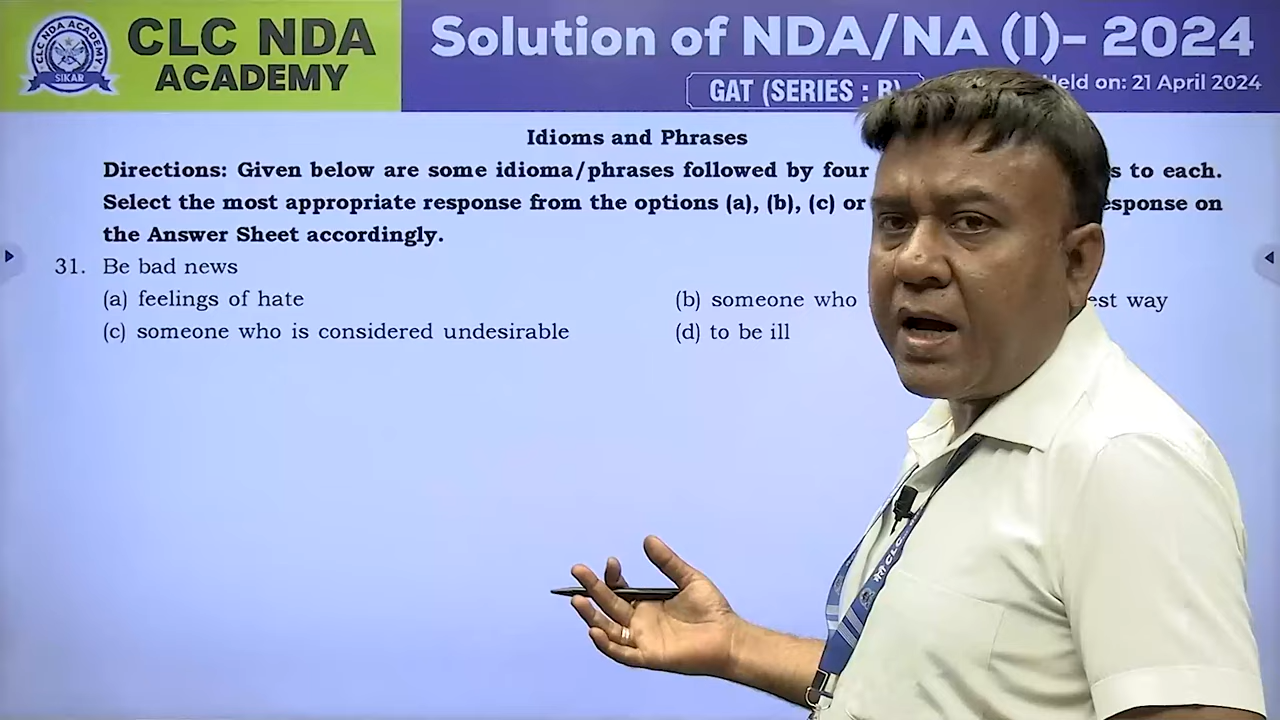 CLC NDA ACADEMY
SIKAR
CLC NDA
ACADEMY
Solution of NDA/NA (I)- 2024
GAT (SERIES : B)
Held on: 21 April 2024
Idioms and Phrases
Directions: Given below are some idioma/phrases followed by four s to each.
Select the most appropriate response from the options (a), (b), (c) or esponse on
the Answer Sheet accordingly.
31. Be bad news
(a) feelings of hate (b) someone who est way
(c) someone who is considered undesirable (d) to be ill
CLC